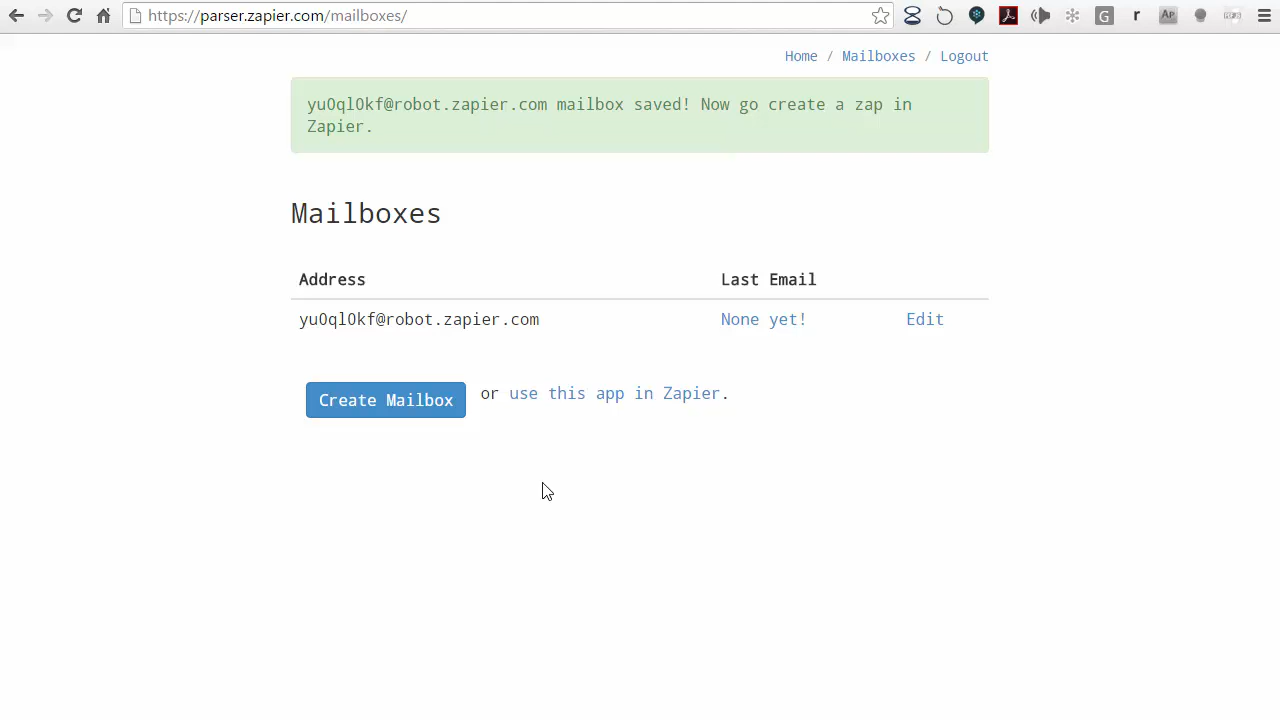 https://parser.zapier.com/mailboxes/
Home / Mailboxes / Logout
yu0ql0kf@robot.zapier.com mailbox saved! Now go create a zap in
Zapier.
Mailboxes
Address Last Email
yu0ql0kf@robot.zapier.com None yet! Edit
Create Mailbox or use this app in Zapier.